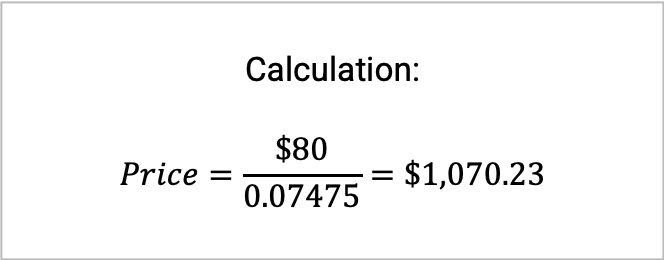 Calculation:
Price = $80 / 0.07475 = $1,070.23